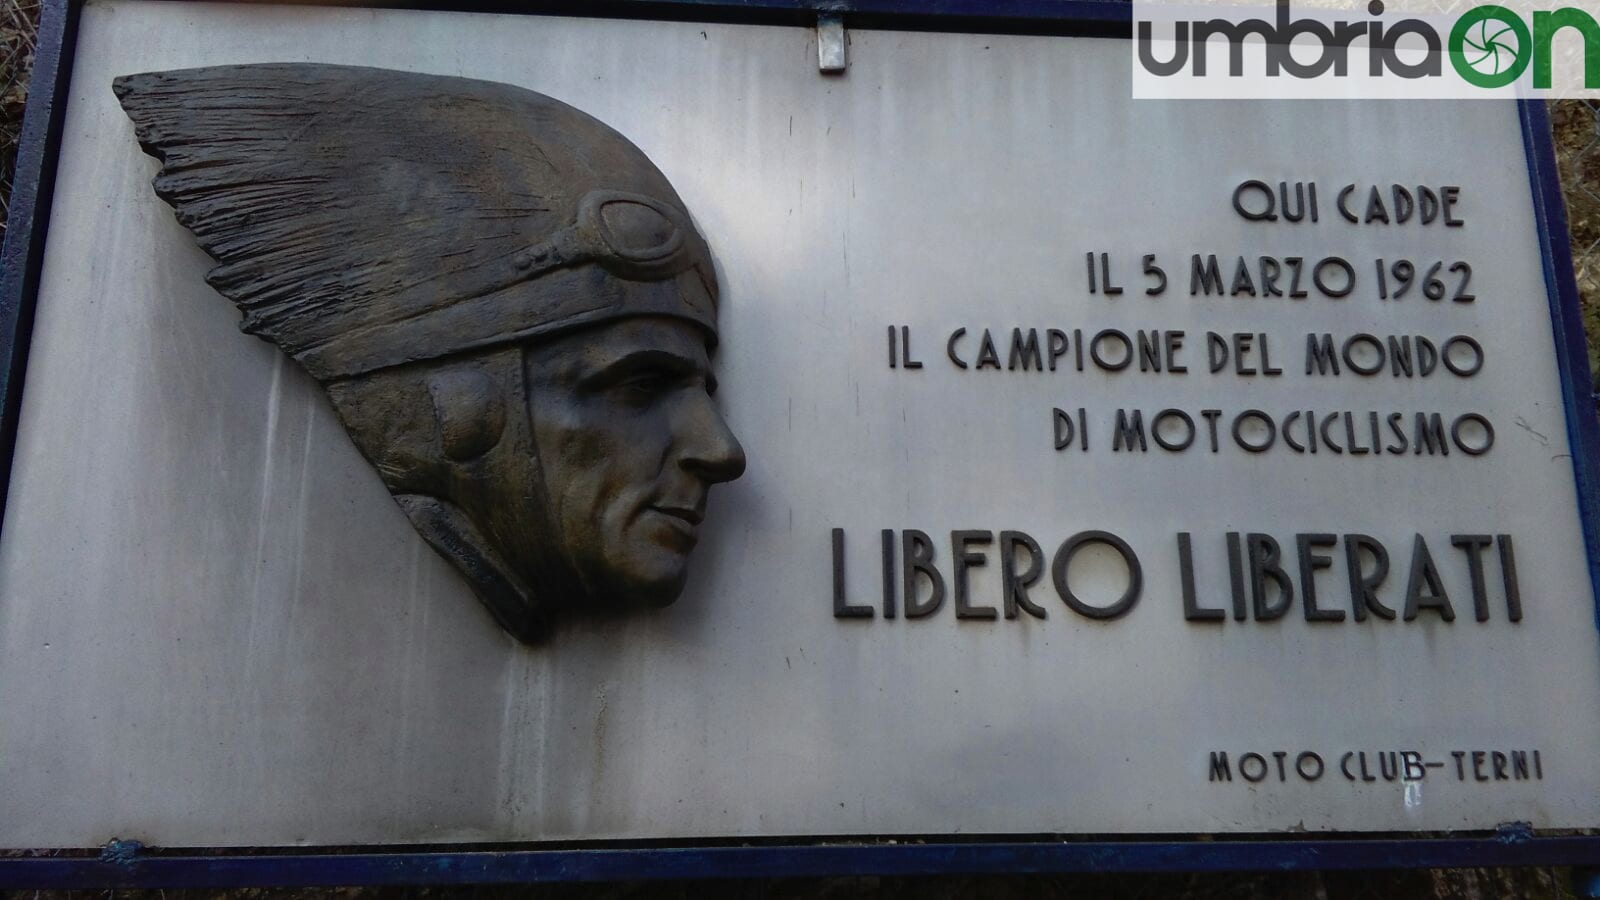 umbriaON
QUI CADDE
IL 5 MARZO 1962
IL CAMPIONE DEL MONDO
DI MOTOCICLISMO
LIBERO LIBERATI
MOTO CLUB-TERNI